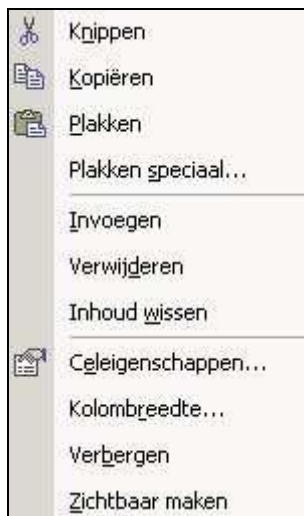 Knippen
Kopiëren
Plakken
Plakken speciaal...
Invoegen
Verwijderen
Inhoud wissen
Celeigenschappen...
Kolombreedte...
Verbergen
Zichtbaar maken